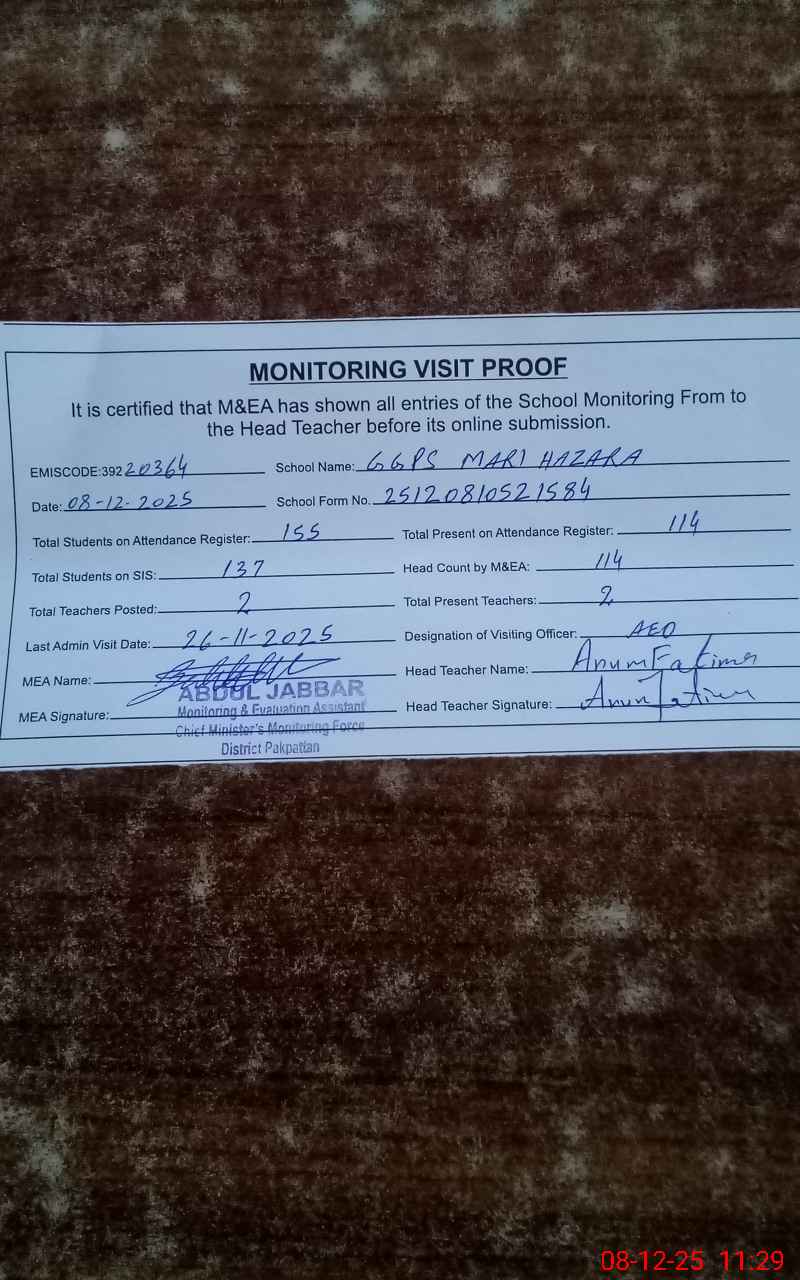 MONITORING VISIT PROOF
It is certified that M&EA has shown all entries of the School Monitoring From to
the Head Teacher before its online submission.
EMISCODE:39220364 School Name: GGPS MARI HAZARA
Date: 08-12-2025 School Form No. 25120810521584
Total Students on Attendance Register: 155 Total Present on Attendance Register: 114
Total Students on SIS: 137 Head Count by M&EA: 114
Total Teachers Posted: 2 Total Present Teachers: 2
Last Admin Visit Date: 26-11-2025 Designation of Visiting Officer: AEO
MEA Name: Head Teacher Name: Anum Fatima
MEA Signature: Head Teacher Signature: Anum Fatima
ABDUL JABBAR
Monitoring & Evaluation Assistant
Chief Minister's Monitoring Force
District Pakpattan
08-12-25 11:29